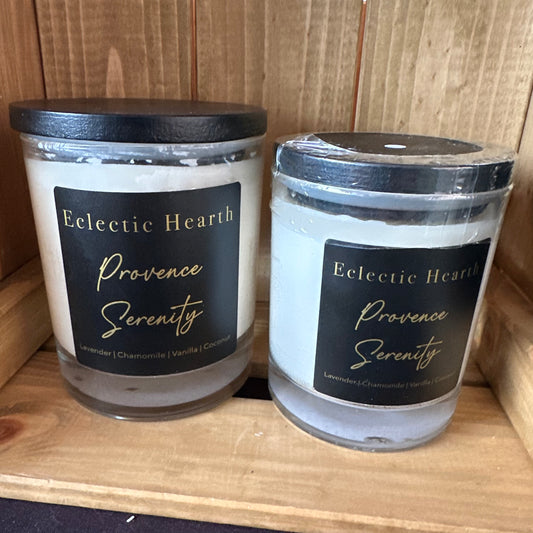 Eclectic Hearth
Provence
Serenity
Lavender | Chamomile | Vanilla | Coconut
Eclectic Hearth
Provence
Serenity
Lavender | Chamomile | Vanilla |